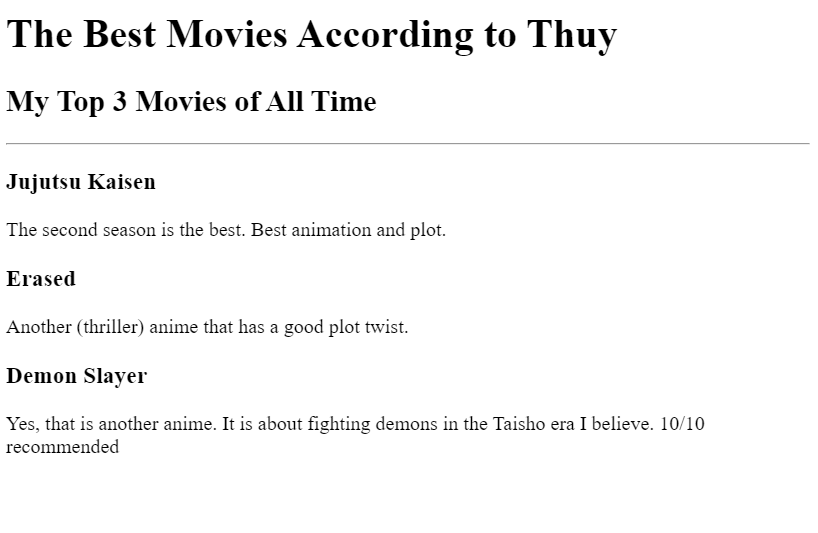 The Best Movies According to Thuy
My Top 3 Movies of All Time
Jujutsu Kaisen
The second season is the best. Best animation and plot.
Erased
Another (thriller) anime that has a good plot twist.
Demon Slayer
Yes, that is another anime. It is about fighting demons in the Taisho era I believe. 10/10
recommended